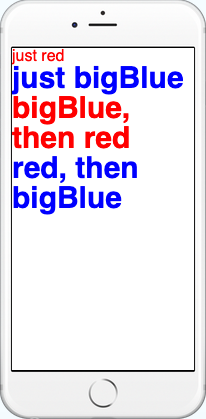 just red
just bigBlue
bigBlue,
then red
red, then
bigBlue